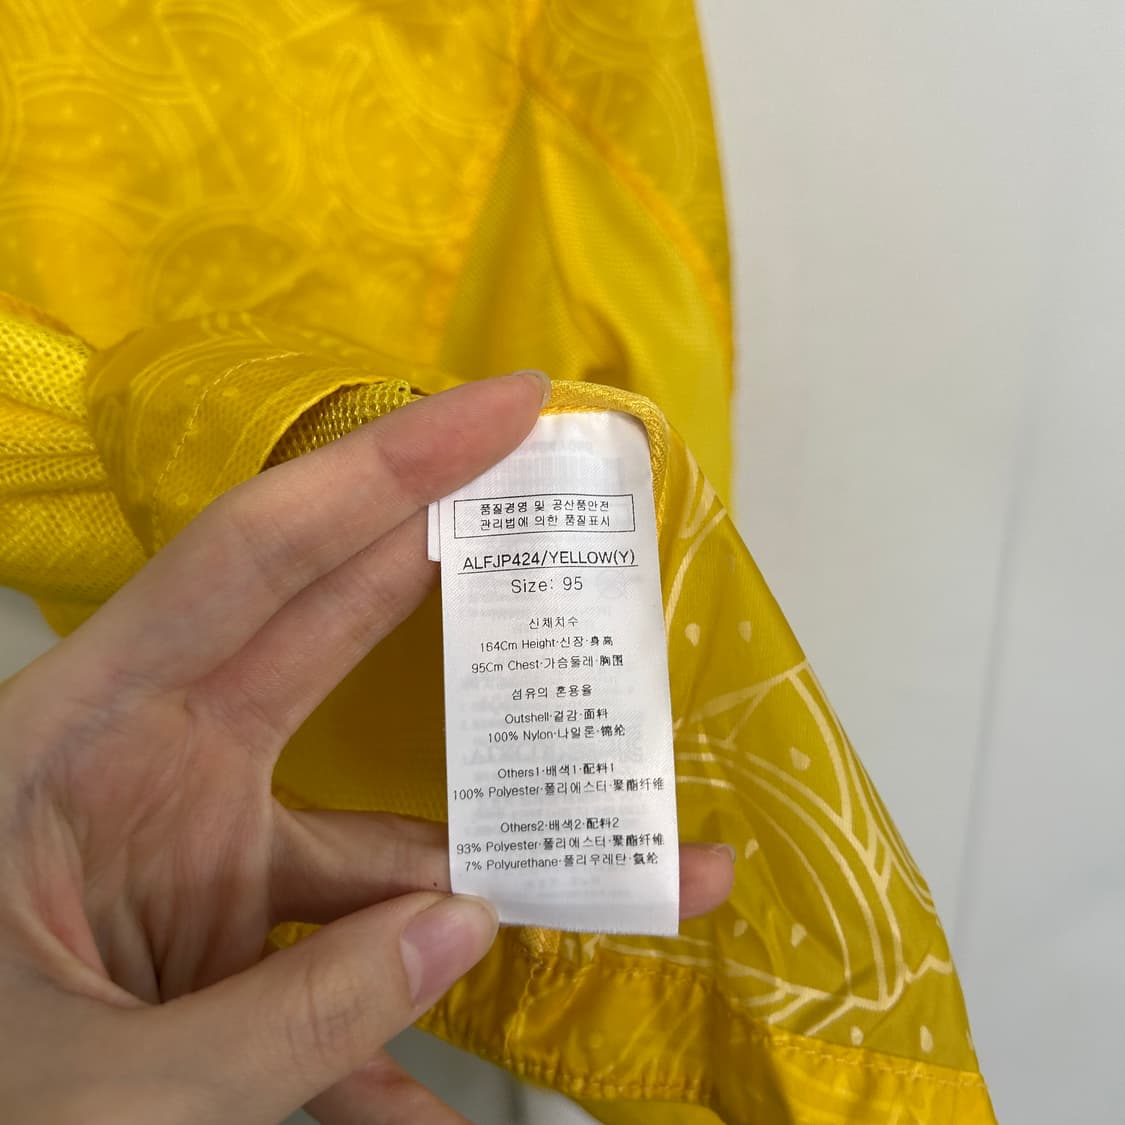 품질경영 및 공산품안전
관리법에 의한 품질표시
ALFJP424/YELLOW(Y)
Size: 95
신체치수
164Cm Height·신장·身高
95Cm Chest·가슴둘레·胸围
섬유의 혼용율
Outshell·겉감·面料
100% Nylon·나일론·锦纶
Others1·배색1·配料1
100% Polyester·폴리에스터·聚酯纤维
Others2·배색2·配料2
93% Polyester·폴리에스터·聚酯纤维
7% Polyurethane·폴리우레탄·氨纶